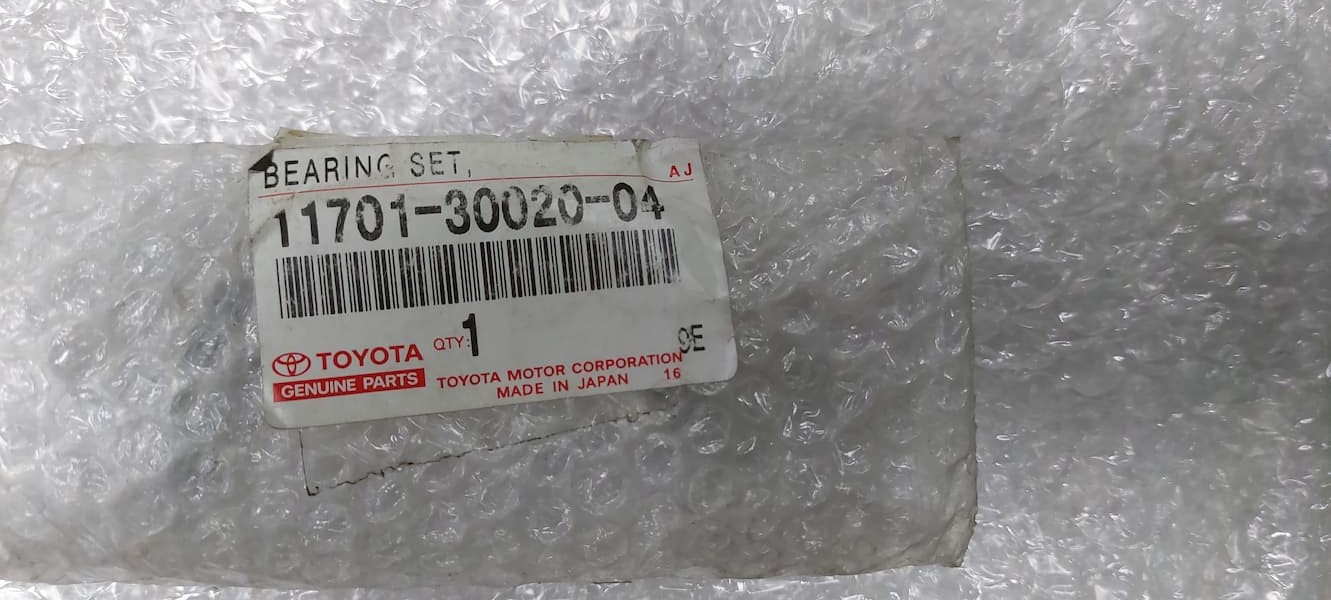 BEARING SET,
AJ
11701-30020-04
QTY: 1
9E
TOYOTA
GENUINE PARTS
TOYOTA MOTOR CORPORATION
MADE IN JAPAN 16